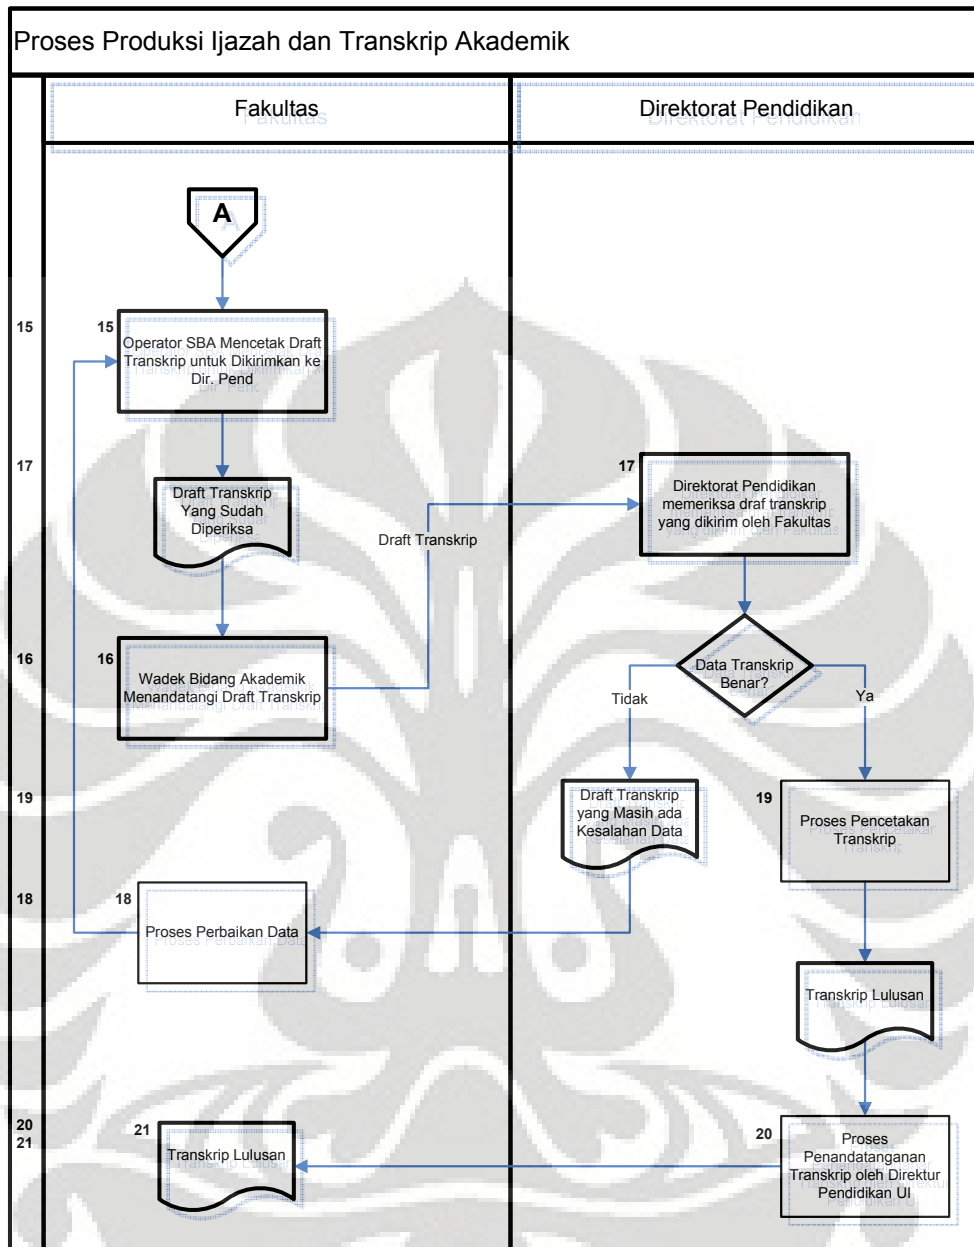 Proses Produksi Ijazah dan Transkrip Akademik
Fakultas
Direktorat Pendidikan
A
15
15
Operator SBA Mencetak Draft
Transkrip untuk Dikirimkan ke
Dir. Pend
17
Draft Transkrip
Yang Sudah
Diperiksa
Draft Transkrip
17
Direktorat Pendidikan
memeriksa draf transkrip
yang dikirim oleh Fakultas
16
16
Wadek Bidang Akademik
Menandatangi Draft Transkrip
Data Transkrip
Benar?
Tidak
Ya
19
Draft Transkrip
yang Masih ada
Kesalahan Data
19
Proses Pencetakan
Transkrip
18
18
Proses Perbaikan Data
Transkrip Lulusan
20
21
21
Transkrip Lulusan
20
Proses
Penandatanganan
Transkrip oleh Direktur
Pendidikan UI